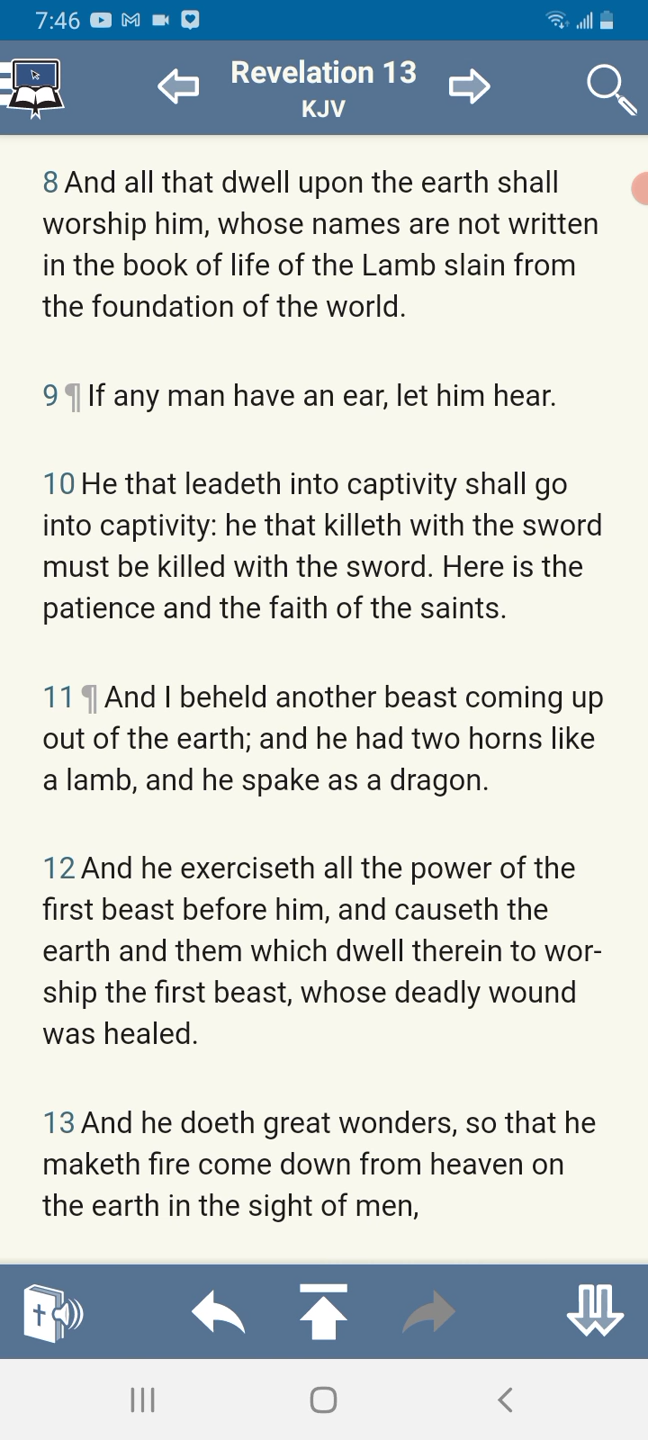 7:46
Revelation 13
KJV
8 And all that dwell upon the earth shall
worship him, whose names are not written
in the book of life of the Lamb slain from
the foundation of the world.
9 ¶ If any man have an ear, let him hear.
10 He that leadeth into captivity shall go
into captivity: he that killeth with the sword
must be killed with the sword. Here is the
patience and the faith of the saints.
11 ¶ And I beheld another beast coming up
out of the earth; and he had two horns like
a lamb, and he spake as a dragon.
12 And he exerciseth all the power of the
first beast before him, and causeth the
earth and them which dwell therein to wor-
ship the first beast, whose deadly wound
was healed.
13 And he doeth great wonders, so that he
maketh fire come down from heaven on
the earth in the sight of men,